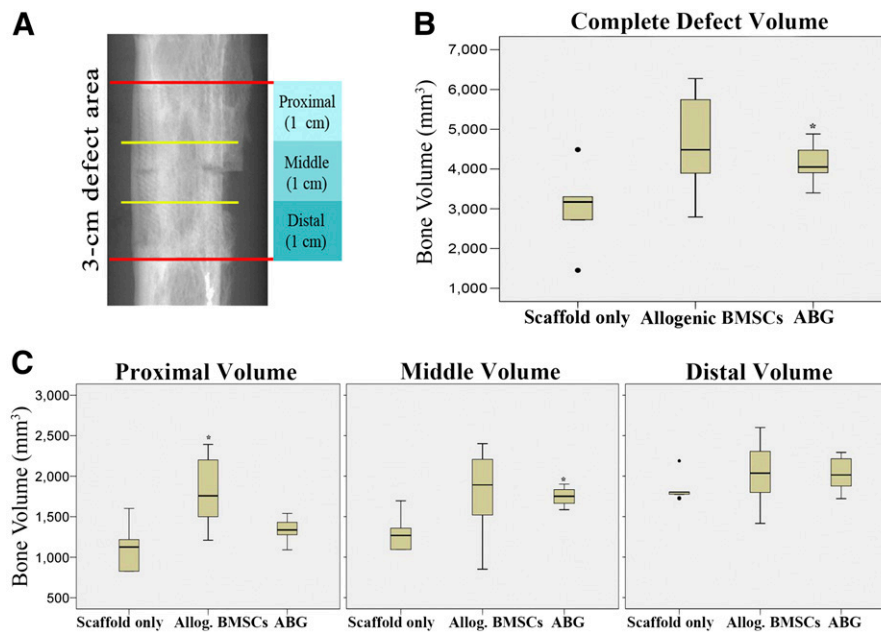 A
3-cm defect area
Proximal
(1 cm)
Middle
(1 cm)
Distal
(1 cm)
B
Complete Defect Volume
Bone Volume (mm³)
7,000
6,000
5,000
4,000
3,000
2,000
1,000
*
Scaffold only Allogenic BMSCs ABG
C
Proximal Volume
Middle Volume
Distal Volume
Bone Volume (mm³)
3,000
2,500
2,000
1,500
1,000
500
*
*
Scaffold only Allog. BMSCs ABG
Scaffold only Allog. BMSCs ABG
Scaffold only Allog. BMSCs ABG